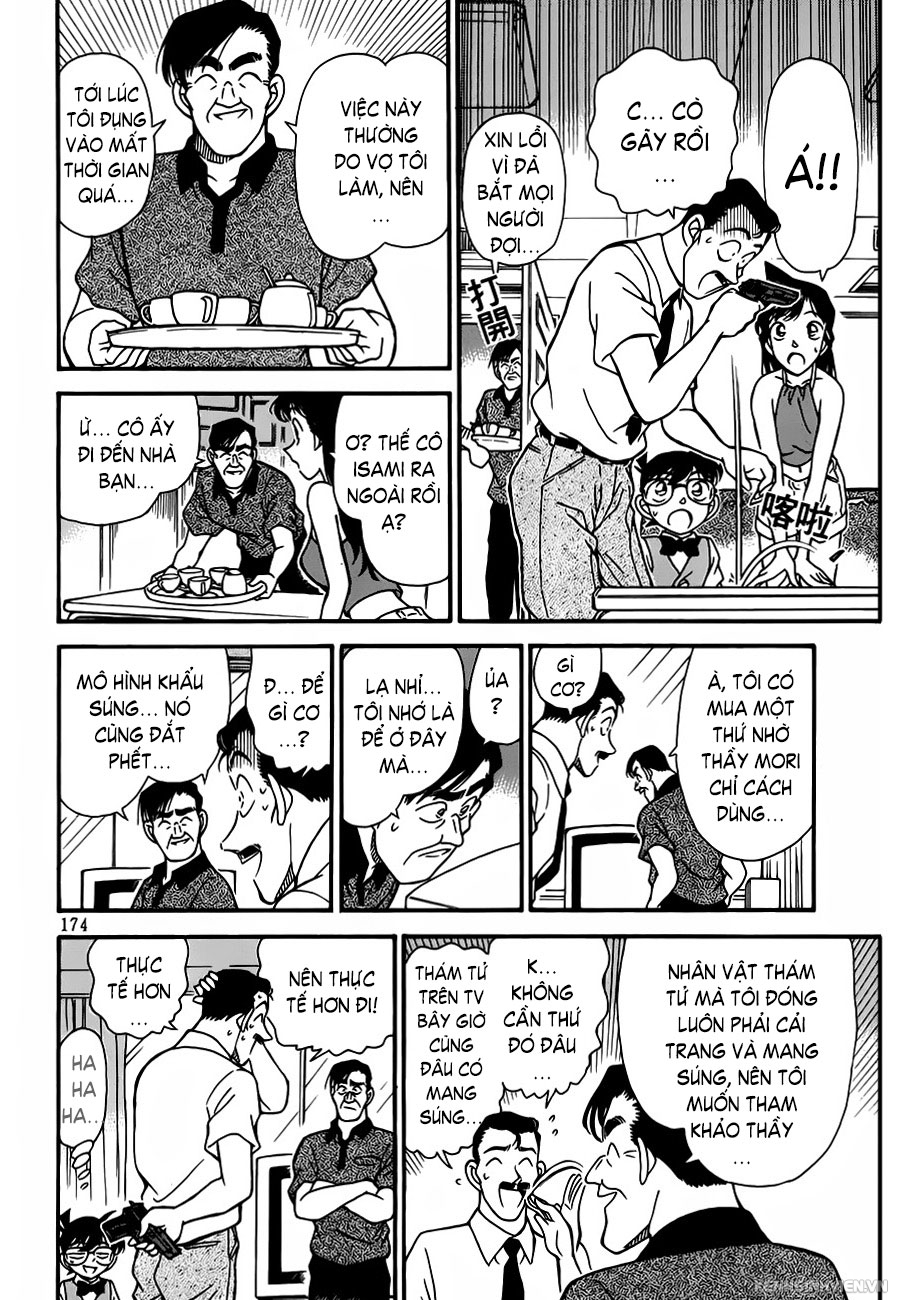 Á!!
C... CÒ
GÃY RỒI
...
XIN LỖI
VÌ ĐÃ
BẮT MỌI
NGƯỜI
ĐỢI...
打開
喀啦
VIỆC NÀY
THƯỜNG
DO VỢ TÔI
LÀM, NÊN
...
TỚI LÚC
TÔI ĐỤNG
VÀO MẤT
THỜI GIAN
QUÁ...
Ơ? THẾ CÔ
ISAMI RA
NGOÀI RỒI
Ạ?
Ừ... CÔ ẤY
ĐI ĐẾN NHÀ
BẠN...
À, TÔI CÓ
MUA MỘT
THỨ NHỜ
THẦY MORI
CHỈ CÁCH
DÙNG...
GÌ
CƠ?
ỦA
?
LẠ NHỈ...
TÔI NHỚ LÀ
ĐỂ Ở ĐÂY
MÀ...
Đ... ĐỂ
GÌ CƠ
...?
MÔ HÌNH KHẨU
SÚNG... NÓ
CŨNG ĐẮT
PHẾT...
174
NHÂN VẬT THÁM
TỬ MÀ TÔI ĐÓNG
LUÔN PHẢI CẢI
TRANG VÀ MANG
SÚNG, NÊN TÔI
MUỐN THAM
KHẢO THẦY
...
K...
KHÔNG
CẦN THỨ
ĐÓ ĐÂU
...
THÁM TỬ
TRÊN TV
BÂY GIỜ
CŨNG
ĐÂU CÓ
MANG
SÚNG...
NÊN THỰC
TẾ HƠN ĐI!
THỰC
TẾ HƠN
...
HA
HA
HA..